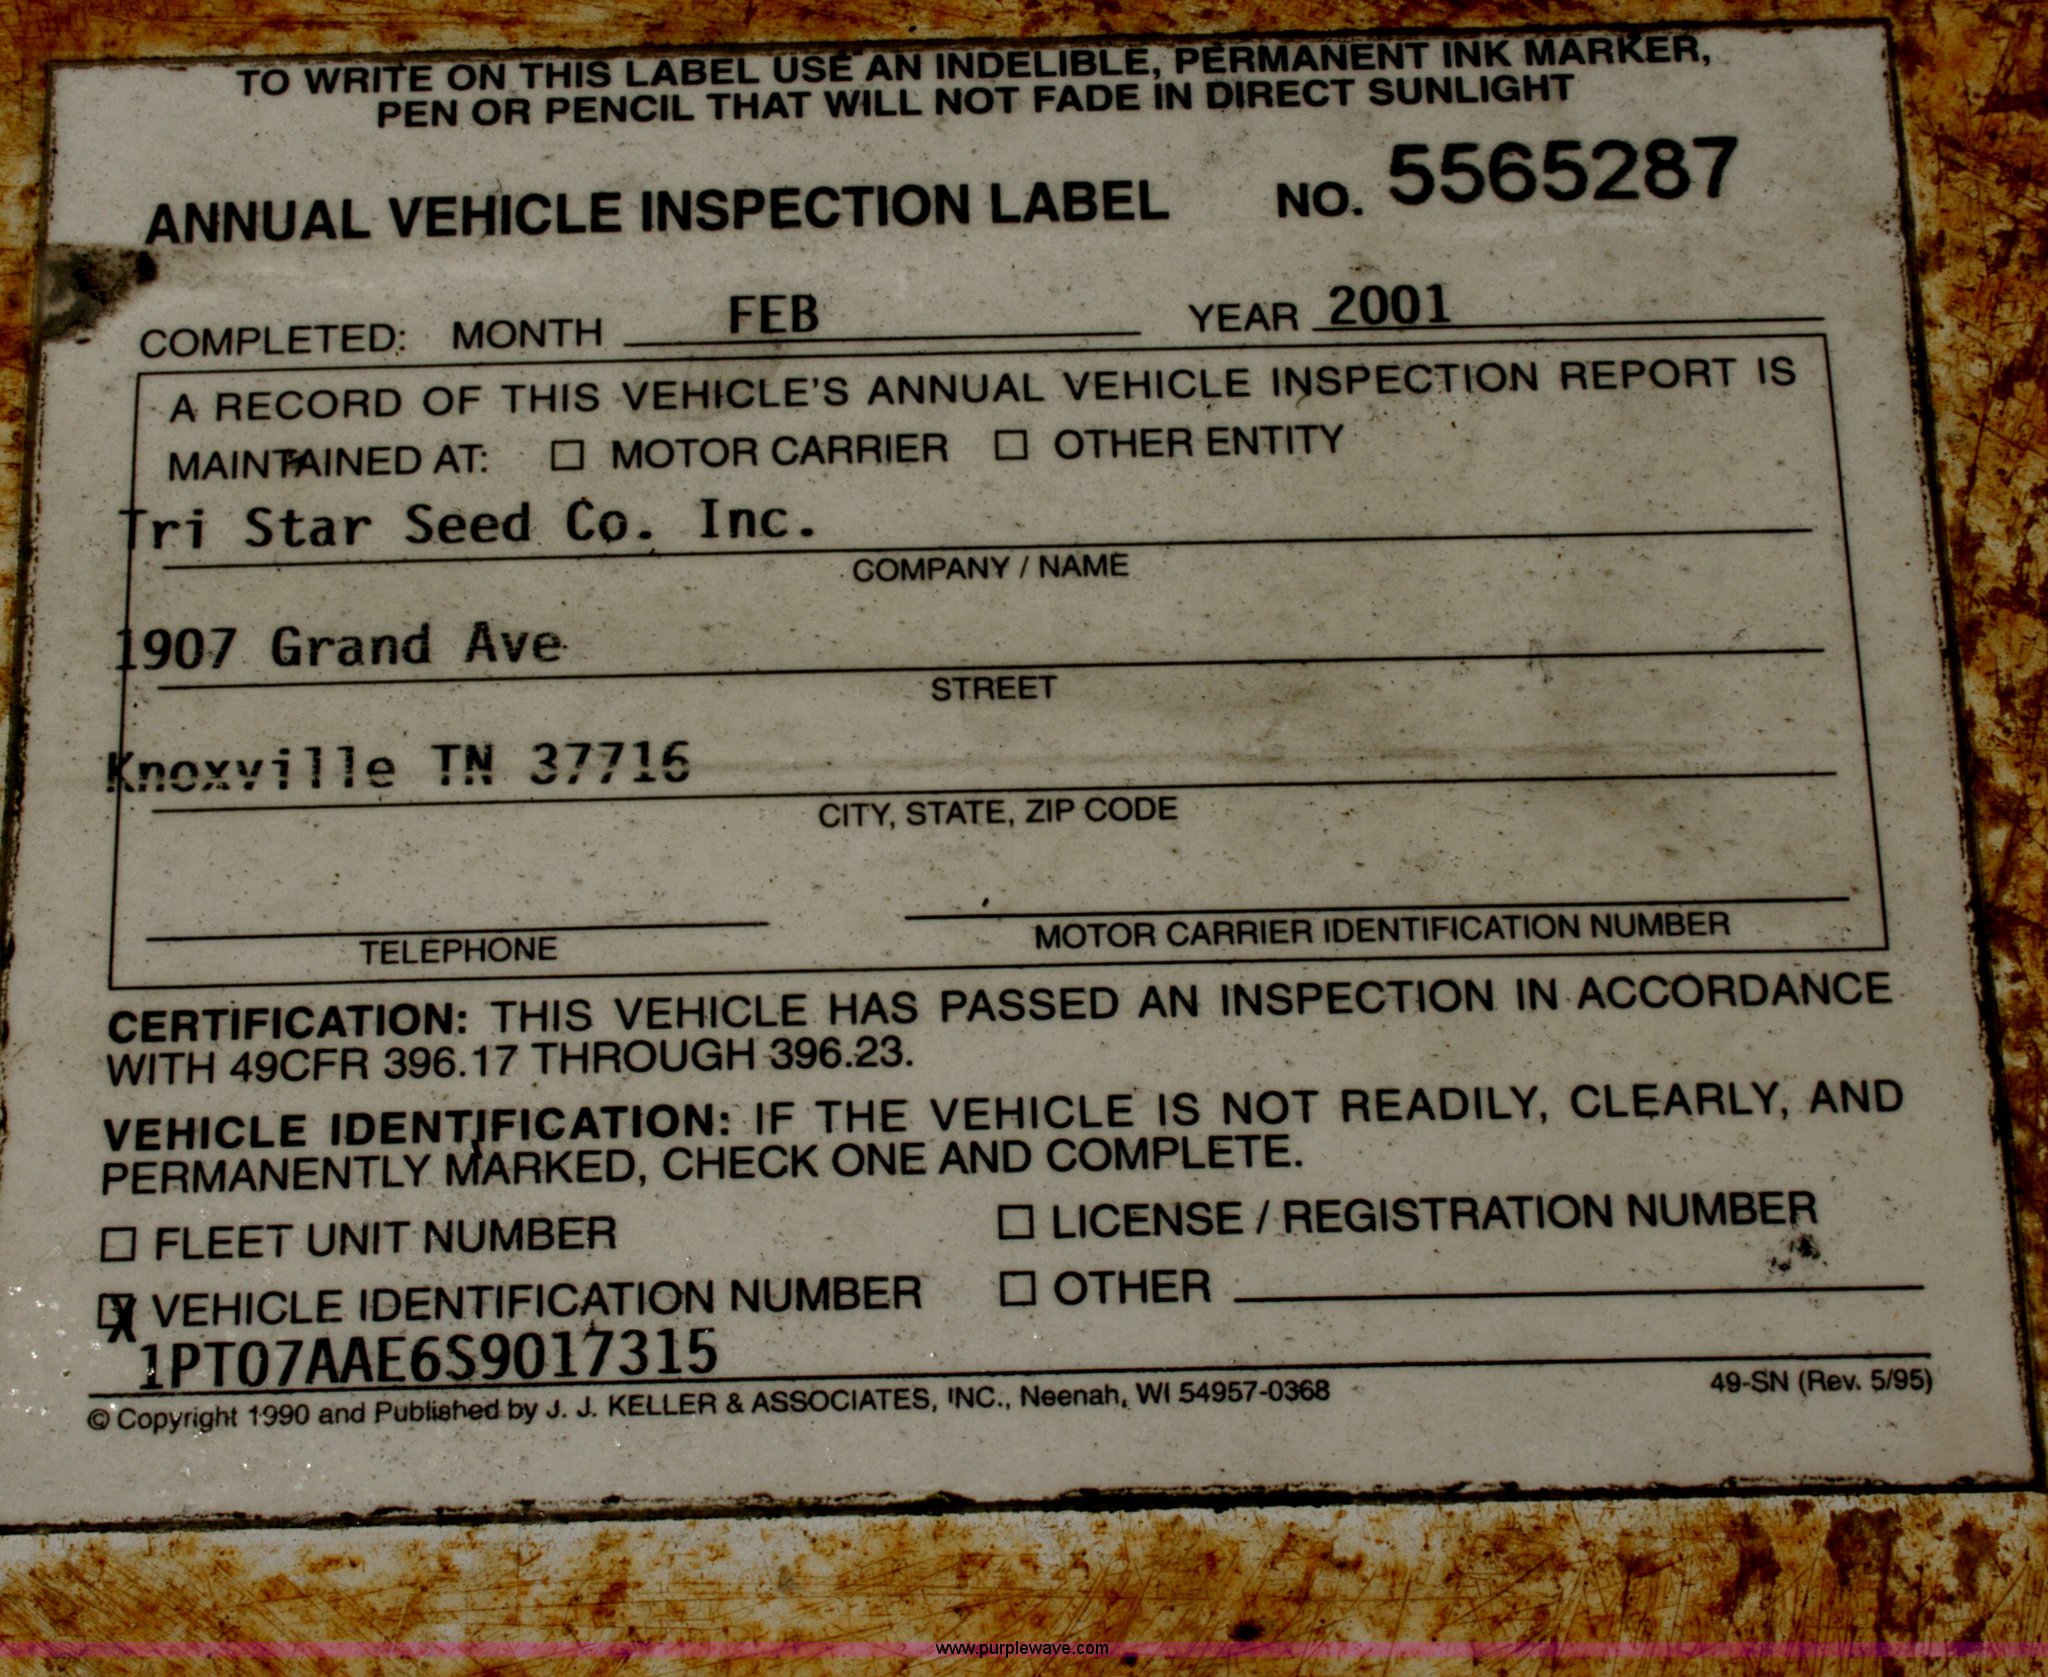 TO WRITE ON THIS LABEL USE AN INDELIBLE, PERMANENT INK MARKER,
PEN OR PENCIL THAT WILL NOT FADE IN DIRECT SUNLIGHT
ANNUAL VEHICLE INSPECTION LABEL NO. 5565287
COMPLETED: MONTH FEB YEAR 2001
A RECORD OF THIS VEHICLE'S ANNUAL VEHICLE INSPECTION REPORT IS
MAINTAINED AT: ☐ MOTOR CARRIER ☐ OTHER ENTITY
Tri Star Seed Co. Inc.
COMPANY / NAME
1907 Grand Ave
STREET
Knoxville TN 37716
CITY, STATE, ZIP CODE
TELEPHONE MOTOR CARRIER IDENTIFICATION NUMBER
CERTIFICATION: THIS VEHICLE HAS PASSED AN INSPECTION IN ACCORDANCE
WITH 49CFR 396.17 THROUGH 396.23.
VEHICLE IDENTIFICATION: IF THE VEHICLE IS NOT READILY, CLEARLY, AND
PERMANENTLY MARKED, CHECK ONE AND COMPLETE.
☐ FLEET UNIT NUMBER ☐ LICENSE / REGISTRATION NUMBER
☒ VEHICLE IDENTIFICATION NUMBER ☐ OTHER
1PT07AAE6S9017315
© Copyright 1990 and Published by J. J. KELLER & ASSOCIATES, INC., Neenah, WI 54957-0368 49-SN (Rev. 5/95)
www.purplewave.com